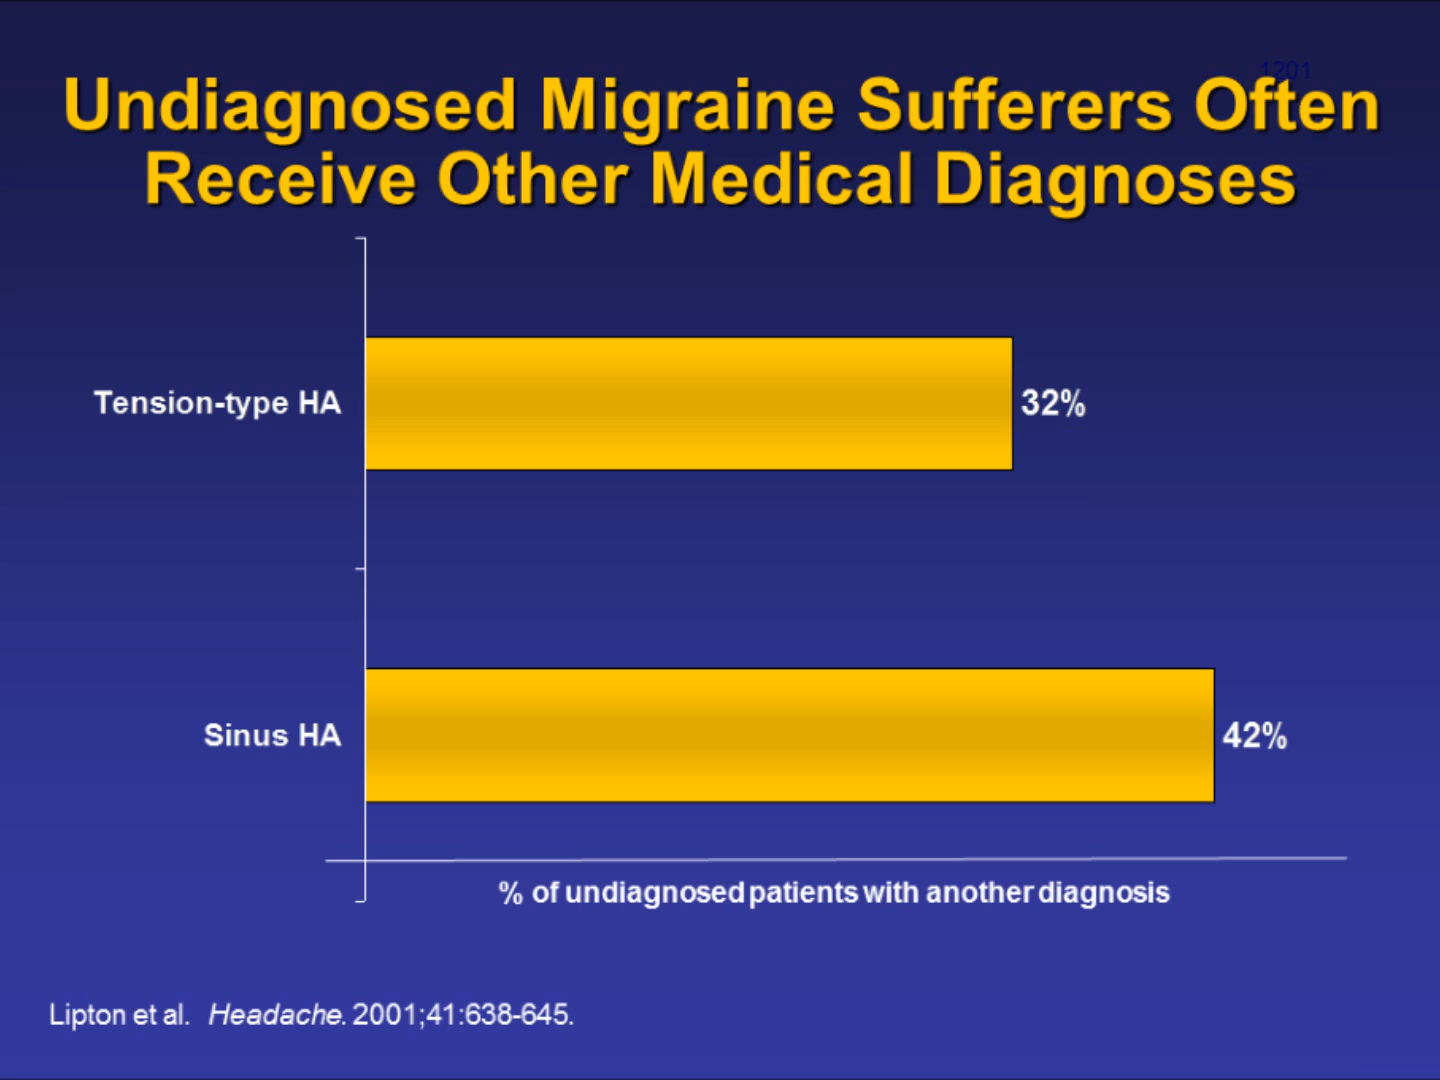 1201
Undiagnosed Migraine Sufferers Often
Receive Other Medical Diagnoses
Tension-type HA
32%
Sinus HA
42%
% of undiagnosed patients with another diagnosis
Lipton et al. Headache. 2001;41:638-645.